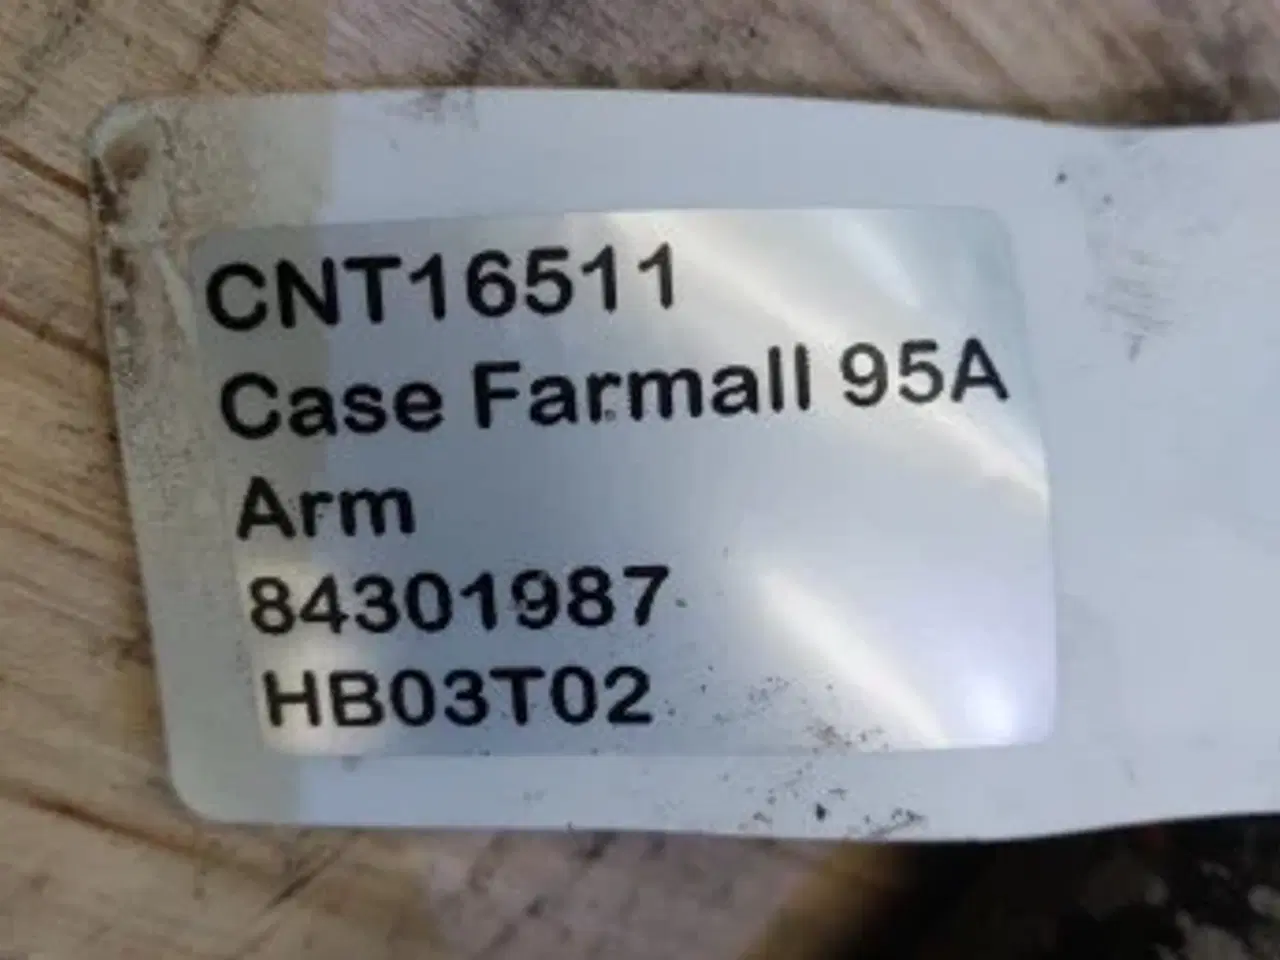 CNT16511
Case Farmall 95A
Arm
84301987
HB03T02